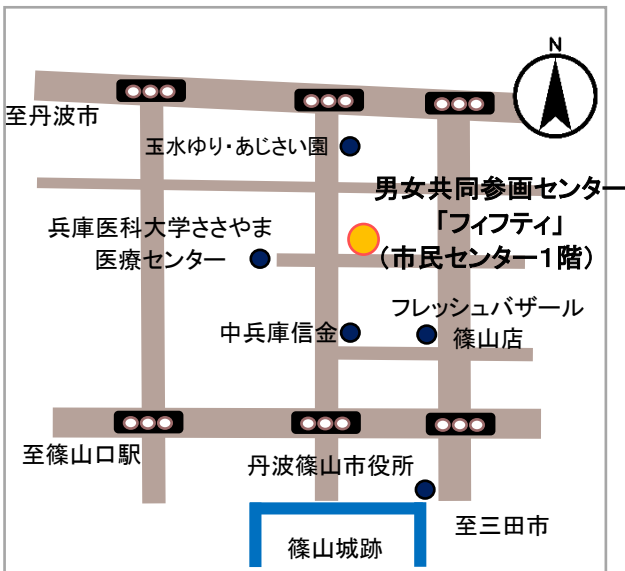 N
至丹波市
玉水ゆり・あじさい園
男女共同参画センター
「フィフティ」
（市民センター１階）
兵庫医科大学ささやま
医療センター
フレッシュバザール
篠山店
中兵庫信金
至篠山口駅
丹波篠山市役所
至三田市
篠山城跡